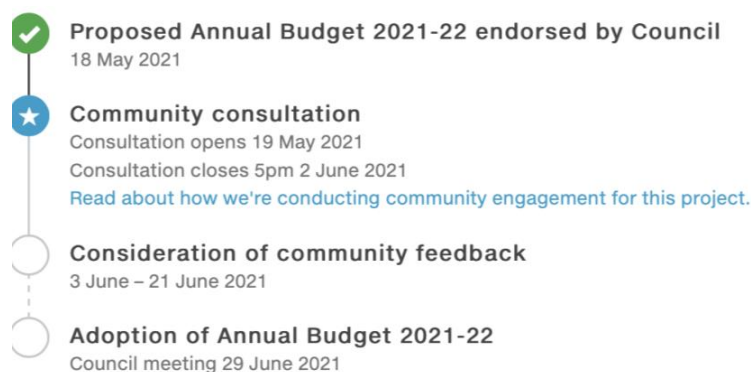 Proposed Annual Budget 2021-22 endorsed by Council
18 May 2021
Community consultation
Consultation opens 19 May 2021
Consultation closes 5pm 2 June 2021
Read about how we're conducting community engagement for this project.
Consideration of community feedback
3 June – 21 June 2021
Adoption of Annual Budget 2021-22
Council meeting 29 June 2021